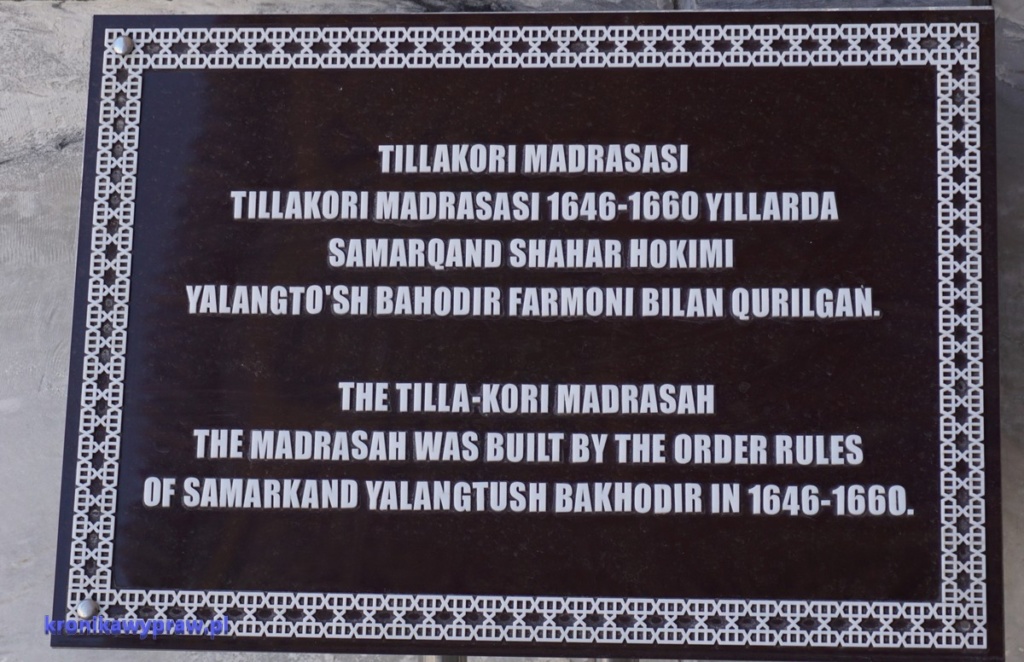 TILLAKORI MADRASASI
TILLAKORI MADRASASI 1646-1660 YILLARDA
SAMARQAND SHAHAR HOKIMI
YALANGTO'SH BAHODIR FARMONI BILAN QURILGAN.
THE TILLA-KORI MADRASAH
THE MADRASAH WAS BUILT BY THE ORDER RULES
OF SAMARKAND YALANGTUSH BAKHODIR IN 1646-1660.
kronikawypraw.pl